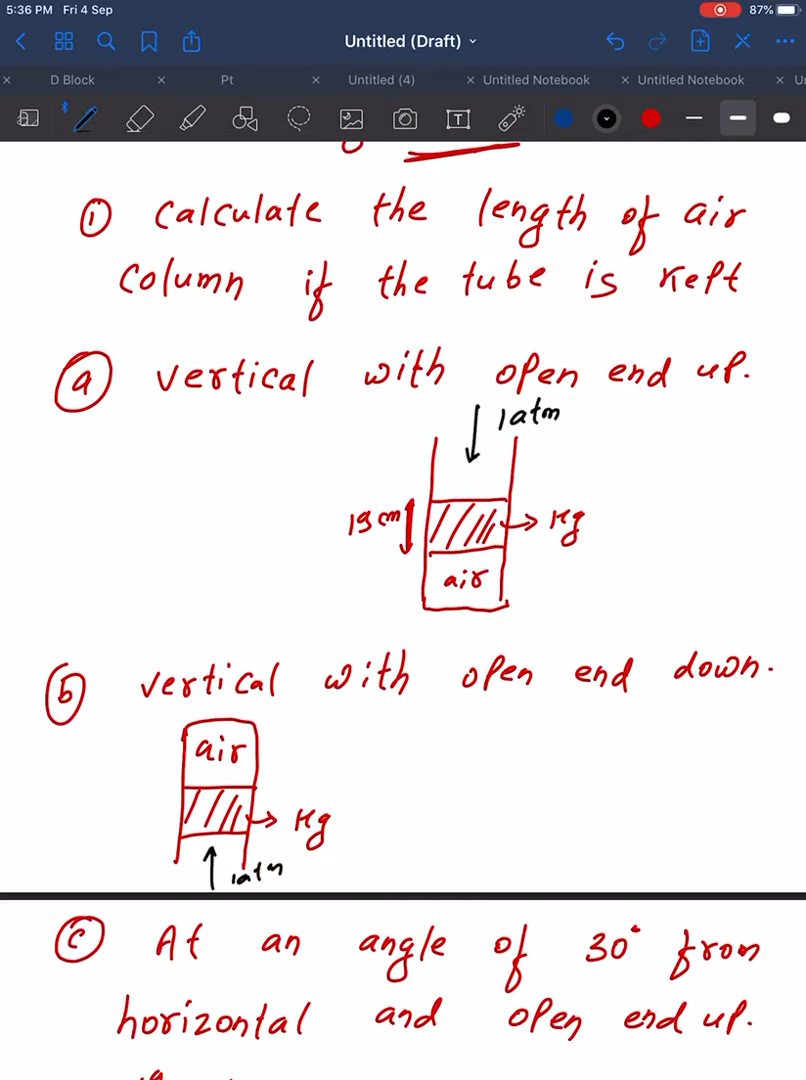 5:36 PM Fri 4 Sep
87%
Untitled (Draft)
D Block
Pt
Untitled (4)
Untitled Notebook
Untitled Notebook
T
① Calculate the length of air
column if the tube is kept
ⓐ vertical with open end up.
1atm
19cm
Hg
air
ⓑ vertical with open end down.
air
Hg
1atm
ⓒ At an angle of 30° from
horizontal and open end up.